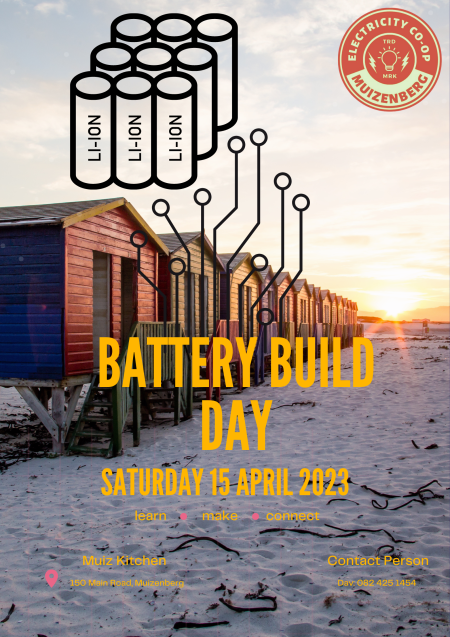 ELECTRICITY CO-OP
TRD
MRK
MUIZENBERG
LI-ION
LI-ION
LI-ION
BATTERY BUILD
DAY
SATURDAY 15 APRIL 2023
learn make connect
Muiz Kitchen
Contact Person
150 Main Road, Muizenberg
Dav: 082 425 1454